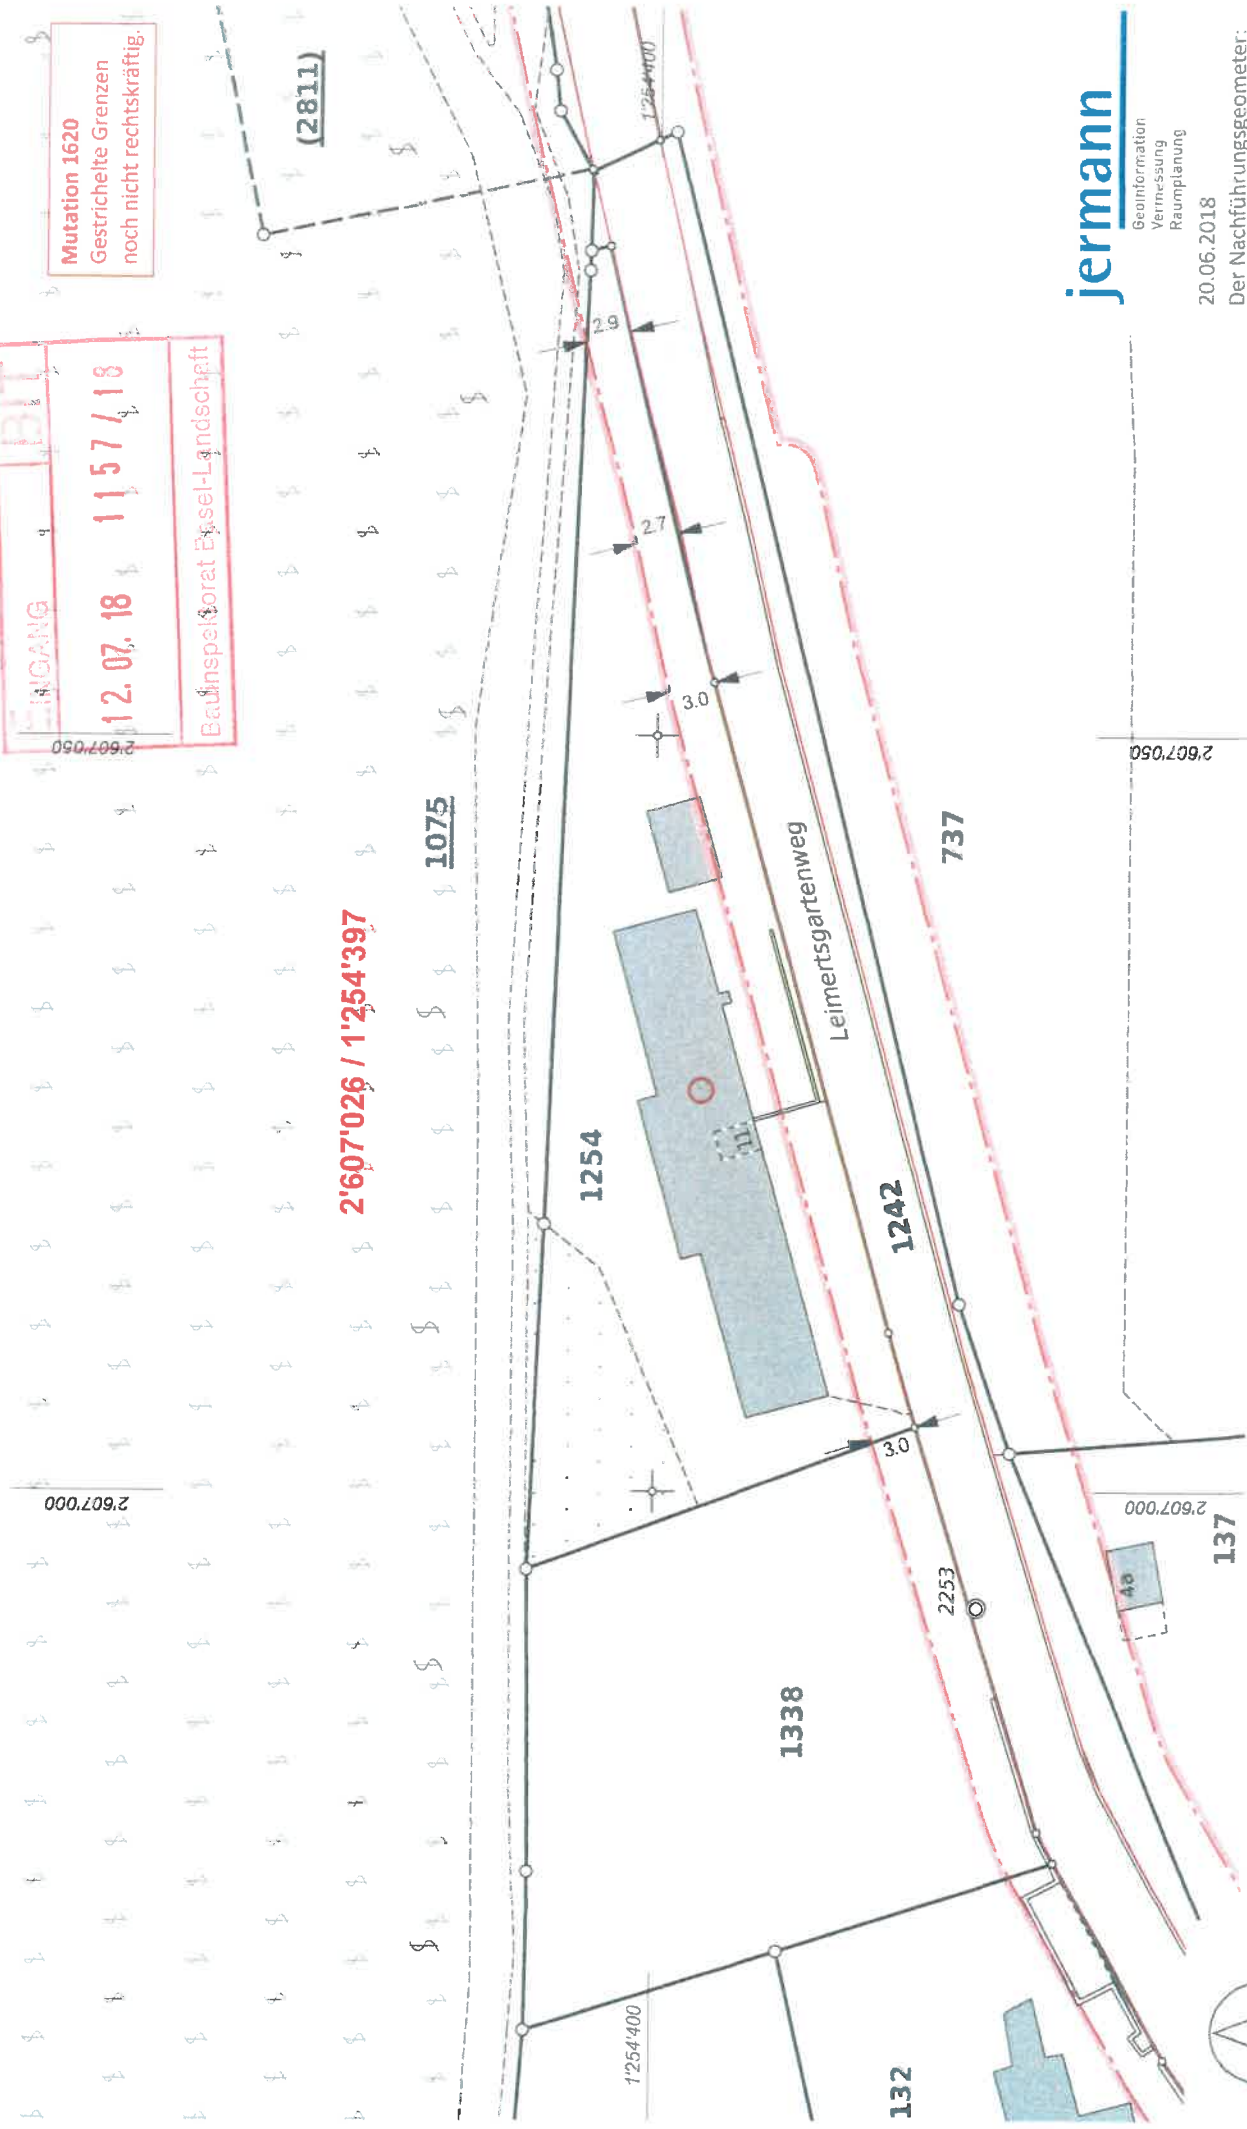 Mutation 1620
Gestrichelte Grenzen
noch nicht rechtskräftig.
(2811)
EINGANG
BIT
12. 07. 18 1157/18
Bauinspektorat Basel-Landschaft
2'607'050
2'607'000
1'254'400
2'607'026 / 1'254'397
1075
2.9
2.7
3.0
1254
11
Leimertsgartenweg
1242
737
3.0
2253
1338
1'254'400
132
2'607'050
2'607'000
137
4a
jermann
Geoinformation
Vermessung
Raumplanung
20.06.2018
Der Nachführungsgeometer: